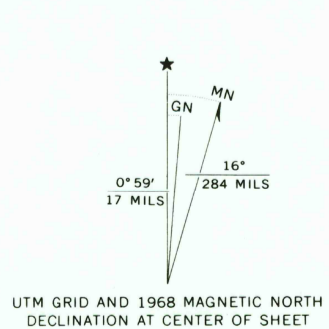 ★
MN
GN
0°59′
17 MILS
16°
284 MILS
UTM GRID AND 1968 MAGNETIC NORTH
DECLINATION AT CENTER OF SHEET